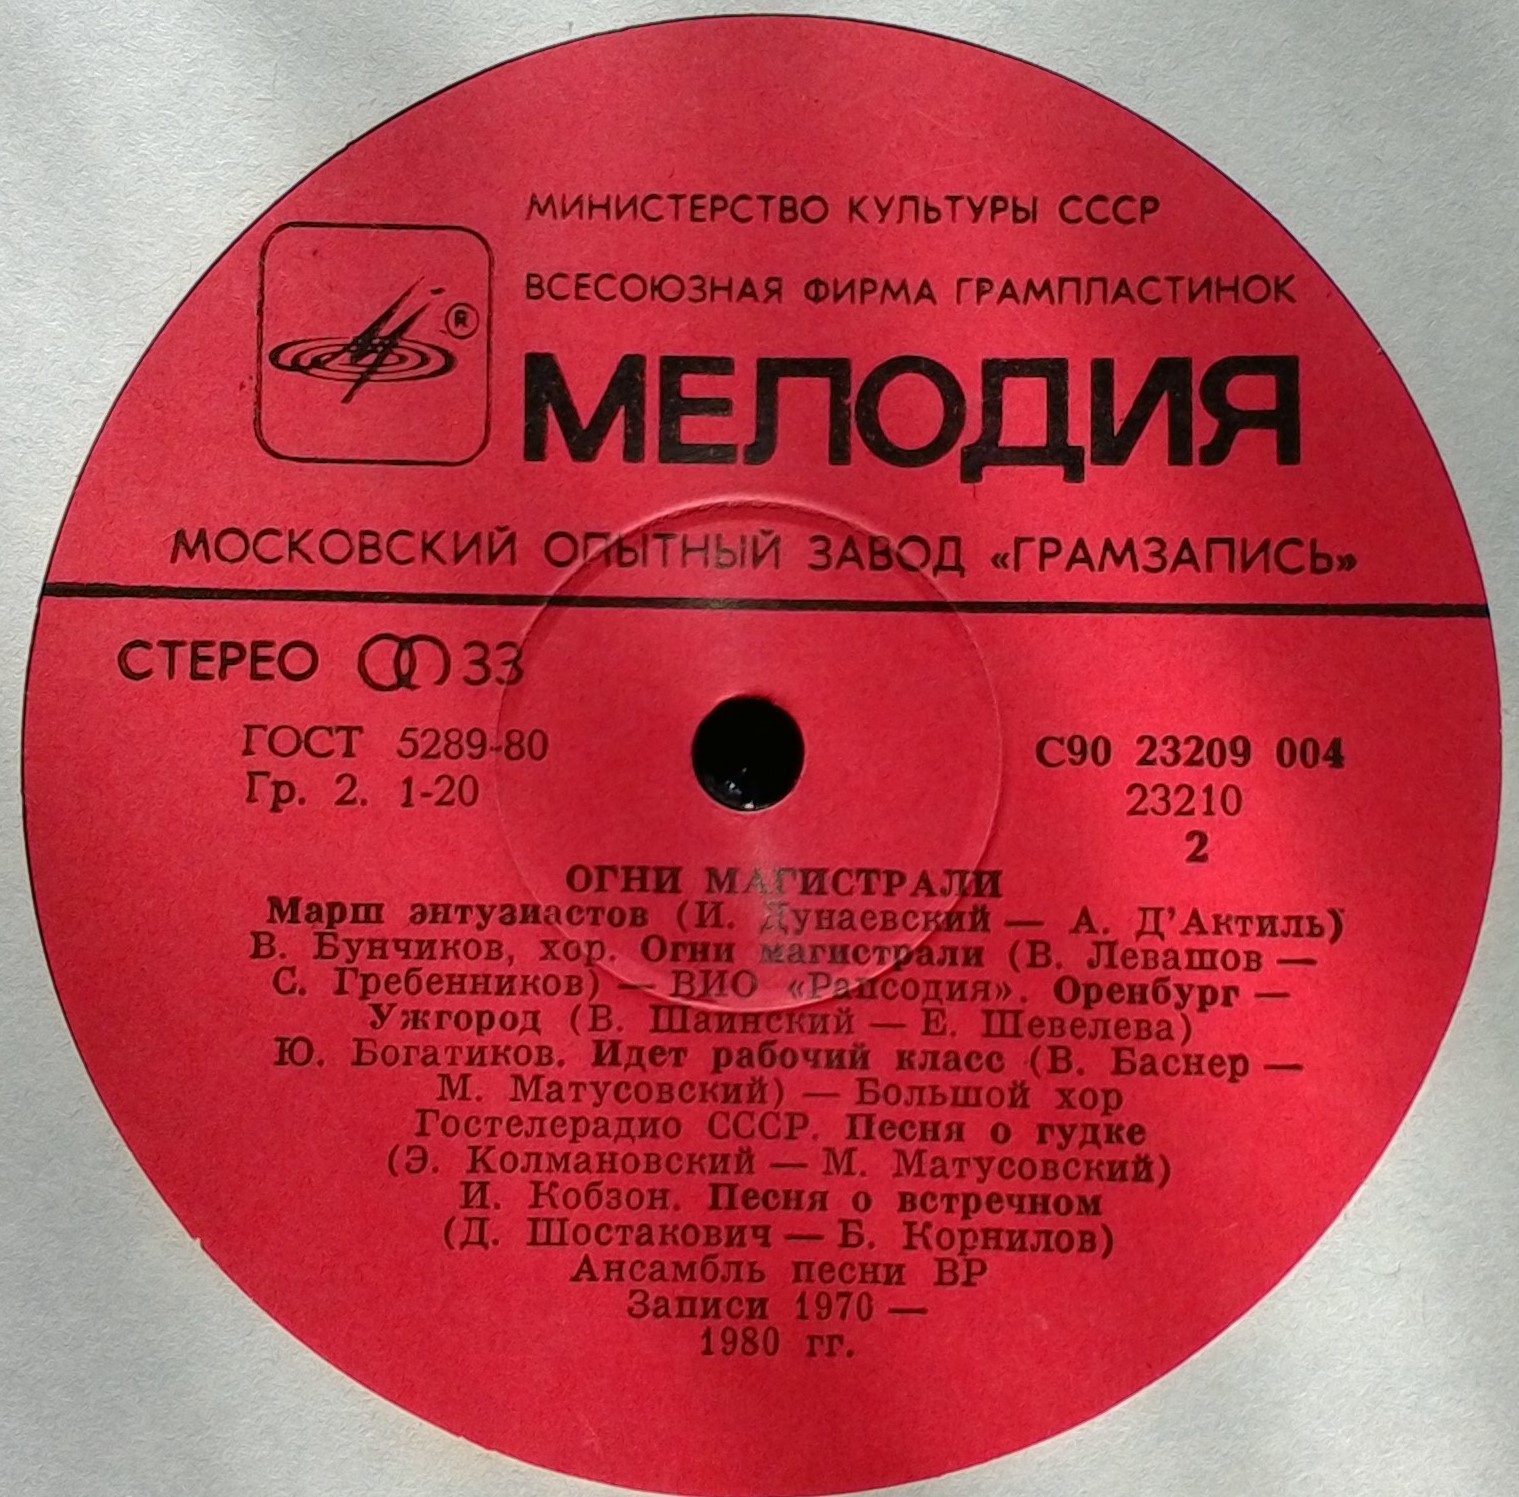 МИНИСТЕРСТВО КУЛЬТУРЫ СССР
ВСЕСОЮЗНАЯ ФИРМА ГРАМПЛАСТИНОК
®
МЕЛОДИЯ
МОСКОВСКИЙ ОПЫТНЫЙ ЗАВОД «ГРАМЗАПИСЬ»
СТЕРЕО 33
ГОСТ 5289-80
Гр. 2. 1-20
С90 23209 004
23210
2
ОГНИ МАГИСТРАЛИ
Марш энтузиастов (И. Дунаевский — А. Д'Актиль)
В. Бунчиков, хор. Огни магистрали (В. Левашов —
С. Гребенников) — ВИО «Рапсодия». Оренбург —
Ужгород (В. Шаинский — Е. Шевелева)
Ю. Богатиков. Идет рабочий класс (В. Баснер —
М. Матусовский) — Большой хор
Гостелерадио СССР. Песня о гудке
(Э. Колмановский — М. Матусовский)
И. Кобзон. Песня о встречном
(Д. Шостакович — Б. Корнилов)
Ансамбль песни ВР
Записи 1970 —
1980 гг.